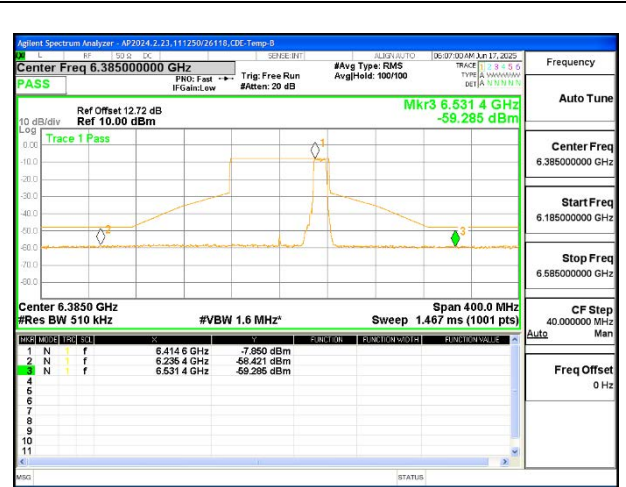 Agilent Spectrum Analyzer - AP2024.2.23,111250/26118,CDE-Temp-B
L RF 50 Ω DC SENSE:INT ALIGN AUTO 06:07:00 AM Jun 17, 2025
Center Freq 6.385000000 GHz
PASS
PNO: Fast
IFGain:Low
Trig: Free Run
#Atten: 20 dB
#Avg Type: RMS
Avg|Hold: 100/100
TRACE 1 2 3 4 5 6
TYPE A WWWWW
DET A N N N N N
Frequency
Auto Tune
Center Freq
6.385000000 GHz
Start Freq
6.185000000 GHz
Stop Freq
6.585000000 GHz
CF Step
40.000000 MHz
Auto Man
Freq Offset
0 Hz
Ref Offset 12.72 dB
10 dB/div Ref 10.00 dBm
Mkr3 6.531 4 GHz
-59.285 dBm
Log
Trace 1 Pass
0.00
-10.0
-20.0
-30.0
-40.0
-50.0
-60.0
-70.0
-80.0
1
2
3
Center 6.3850 GHz Span 400.0 MHz
#Res BW 510 kHz #VBW 1.6 MHz* Sweep 1.467 ms (1001 pts)
MKR MODE TRC SCL X Y FUNCTION FUNCTION WIDTH FUNCTION VALUE
1 N 1 f 6.414 6 GHz -7.850 dBm
2 N 1 f 6.235 4 GHz -58.421 dBm
3 N 1 f 6.531 4 GHz -59.285 dBm
4
5
6
7
8
9
10
11
MSG STATUS